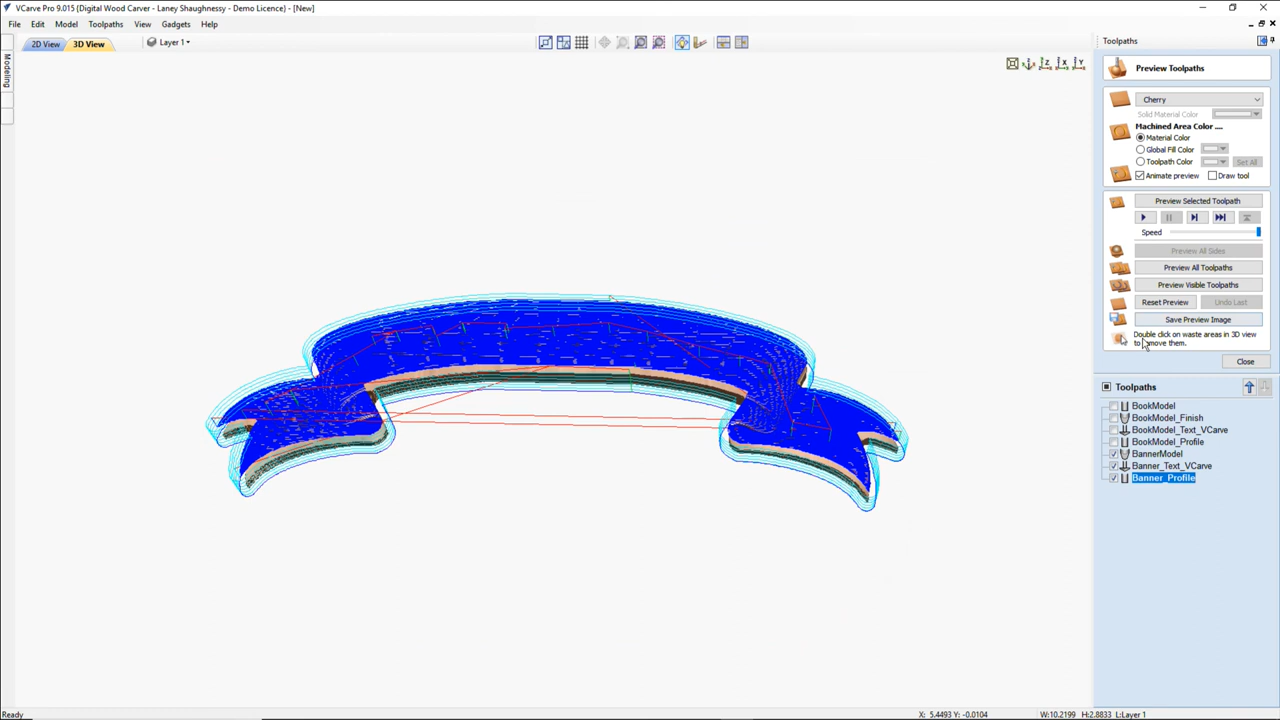 VCarve Pro 9.015 {Digital Wood Carver - Laney Shaughnessy - Demo Licence} - [New]
File Edit Model Toolpaths View Gadgets Help
2D View 3D View Layer 1
Modeling
Z X Y
Toolpaths
Preview Toolpaths
Cherry
Solid Material Color
Machined Area Color ....
Material Color
Global Fill Color
Toolpath Color Set All
Animate preview Draw tool
Preview Selected Toolpath
Speed
Preview All Sides
Preview All Toolpaths
Preview Visible Toolpaths
Reset Preview Undo Last
Save Preview Image
Double click on waste areas in 3D view
to remove them.
Close
Toolpaths
BookModel
BookModel_Finish
BookModel_Text_VCarve
BookModel_Profile
BannerModel
Banner_Text_VCarve
Banner_Profile
Ready X: 5.4493 Y: -0.0104 W:10.2199 H:2.8833 L:Layer 1